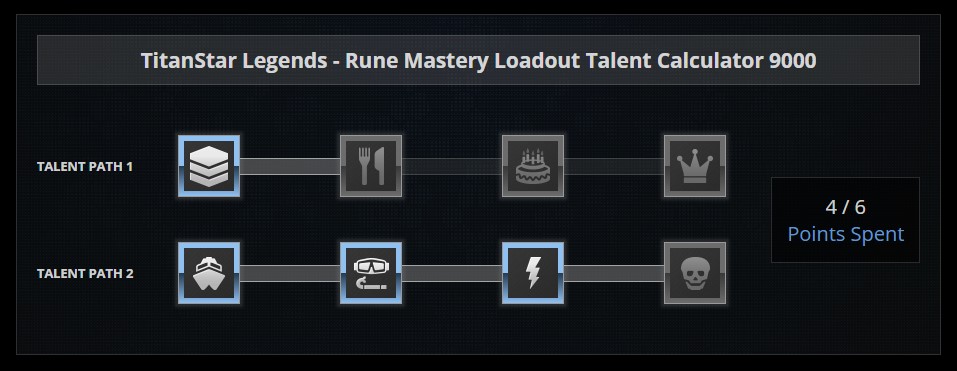 TitanStar Legends - Rune Mastery Loadout Talent Calculator 9000
TALENT PATH 1
4 / 6
Points Spent
TALENT PATH 2